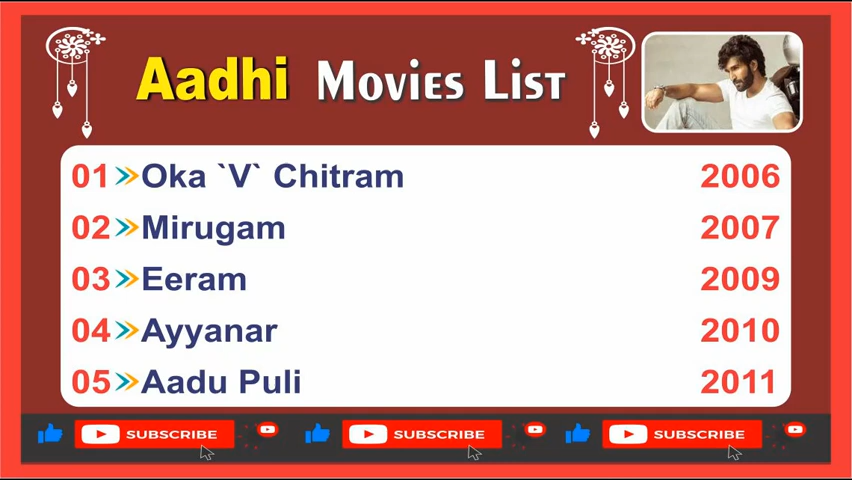 Aadhi Movies List
01 Oka `V` Chitram 2006
02 Mirugam 2007
03 Eeram 2009
04 Ayyanar 2010
05 Aadu Puli 2011
SUBSCRIBE SUBSCRIBE SUBSCRIBE